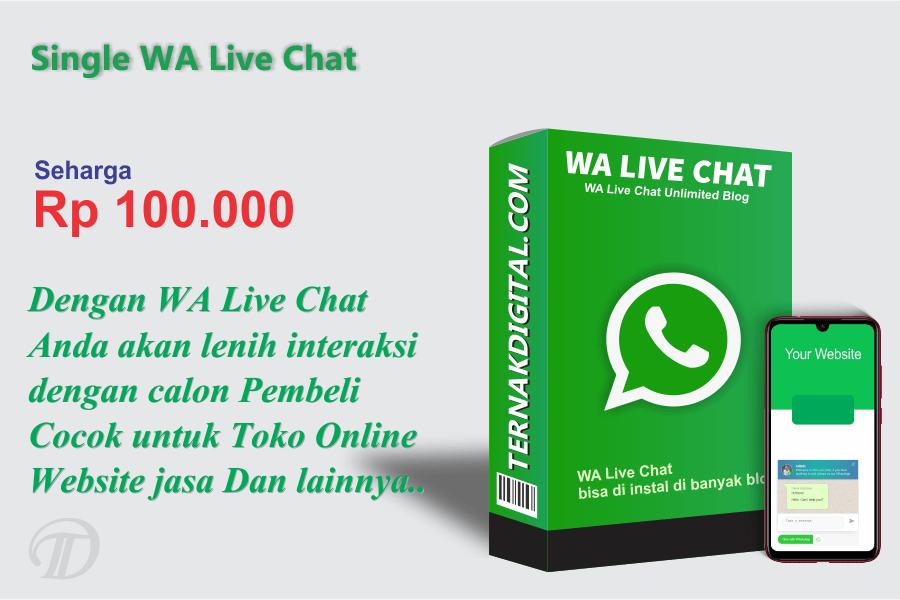 Single WA Live Chat
Seharga
Rp 100.000
Dengan WA Live Chat
Anda akan lenih interaksi
dengan calon Pembeli
Cocok untuk Toko Online
Website jasa Dan lainnya..
TERNAKDIGITAL.COM
WA LIVE CHAT
WA Live Chat Unlimited Blog
WA Live Chat
bisa di instal di banyak blo
Your Website